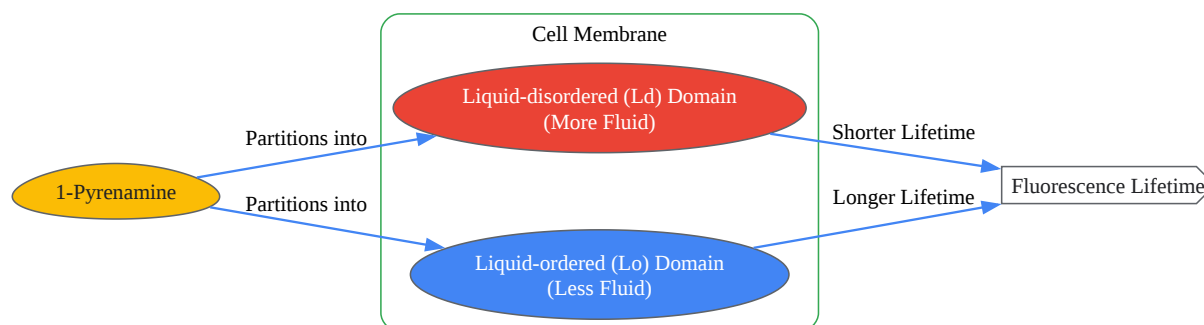 Cell Membrane
Liquid-disordered (Ld) Domain
(More Fluid)
Partitions into
Shorter Lifetime
1-Pyrenamine
Fluorescence Lifetime
Partitions into
Longer Lifetime
Liquid-ordered (Lo) Domain
(Less Fluid)